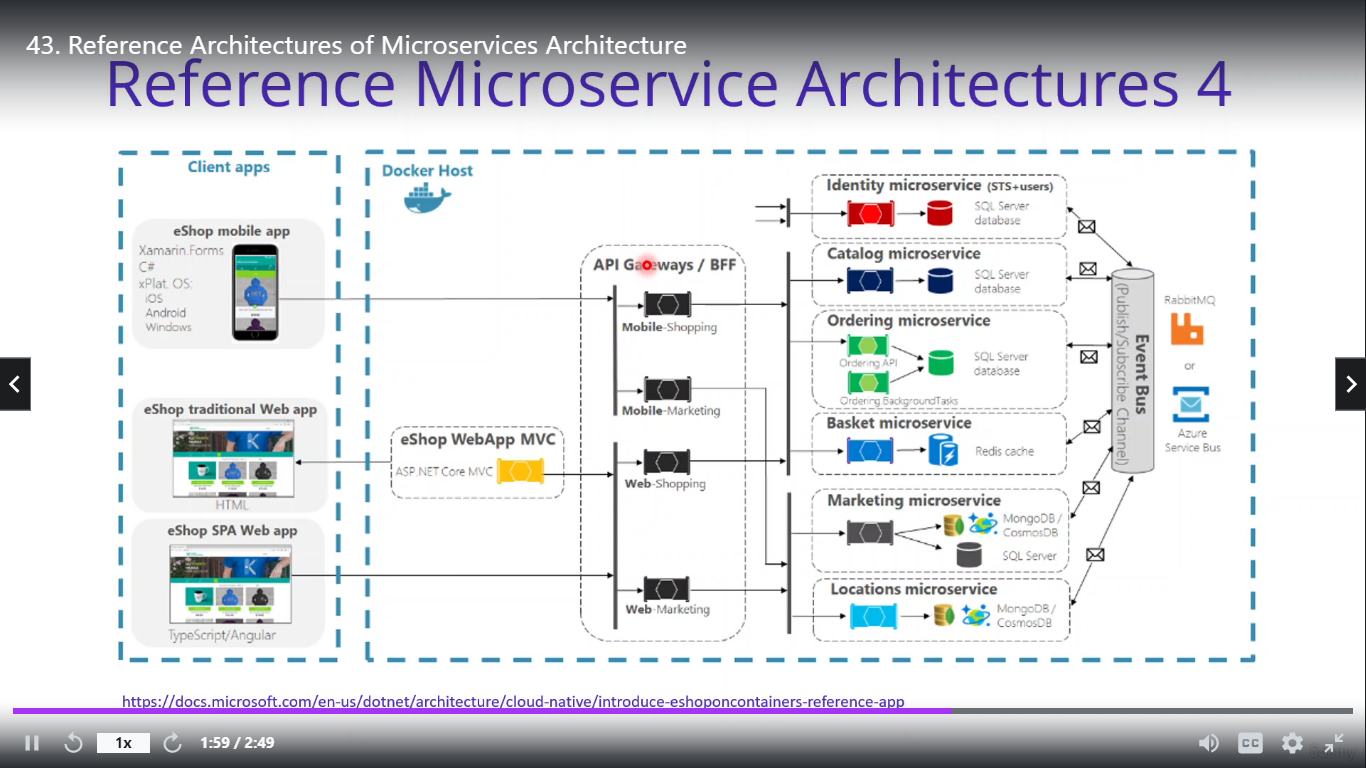 43. Reference Architectures of Microservices Architecture
Reference Microservice Architectures 4
Client apps
eShop mobile app
Xamarin.Forms
C#
xPlat. OS:
iOS
Android
Windows
eShop traditional Web app
HTML
eShop SPA Web app
TypeScript/Angular
Docker Host
eShop WebApp MVC
ASP.NET Core MVC
API Gateways / BFF
Mobile-Shopping
Mobile-Marketing
Web-Shopping
Web-Marketing
Identity microservice (STS+users)
SQL Server
database
Catalog microservice
SQL Server
database
Ordering microservice
Ordering API
SQL Server
database
Ordering BackgroundTasks
Basket microservice
Redis cache
Marketing microservice
MongoDB /
CosmosDB
SQL Server
Locations microservice
MongoDB /
CosmosDB
Event Bus
(Publish/Subscribe Channel)
RabbitMQ
or
Azure
Service Bus
https://docs.microsoft.com/en-us/dotnet/architecture/cloud-native/introduce-eshoponcontainers-reference-app
1x
1:59 / 2:49
CC